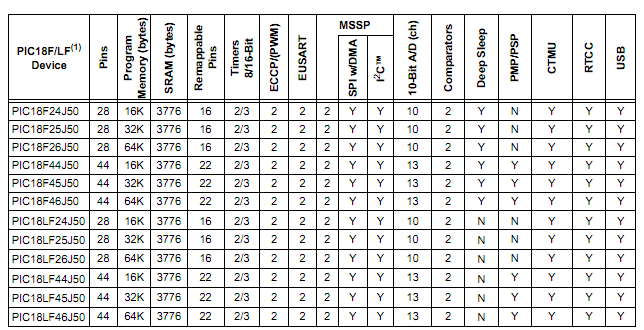 PIC18F/LF(1) Device Pins Program Memory (bytes) SRAM (bytes) Remappable Pins Timers 8/16-Bit ECCP/(PWM) EUSART MSSP SPI w/DMA I2C™ 10-Bit A/D (ch) Comparators Deep Sleep PMP/PSP CTMU RTCC USB
PIC18F24J50 28 16K 3776 16 2/3 2 2 2 Y Y 10 2 Y N Y Y Y
PIC18F25J50 28 32K 3776 16 2/3 2 2 2 Y Y 10 2 Y N Y Y Y
PIC18F26J50 28 64K 3776 16 2/3 2 2 2 Y Y 10 2 Y N Y Y Y
PIC18F44J50 44 16K 3776 22 2/3 2 2 2 Y Y 13 2 Y Y Y Y Y
PIC18F45J50 44 32K 3776 22 2/3 2 2 2 Y Y 13 2 Y Y Y Y Y
PIC18F46J50 44 64K 3776 22 2/3 2 2 2 Y Y 13 2 Y Y Y Y Y
PIC18LF24J50 28 16K 3776 16 2/3 2 2 2 Y Y 10 2 N N Y Y Y
PIC18LF25J50 28 32K 3776 16 2/3 2 2 2 Y Y 10 2 N N Y Y Y
PIC18LF26J50 28 64K 3776 16 2/3 2 2 2 Y Y 10 2 N N Y Y Y
PIC18LF44J50 44 16K 3776 22 2/3 2 2 2 Y Y 13 2 N Y Y Y Y
PIC18LF45J50 44 32K 3776 22 2/3 2 2 2 Y Y 13 2 N Y Y Y Y
PIC18LF46J50 44 64K 3776 22 2/3 2 2 2 Y Y 13 2 N Y Y Y Y